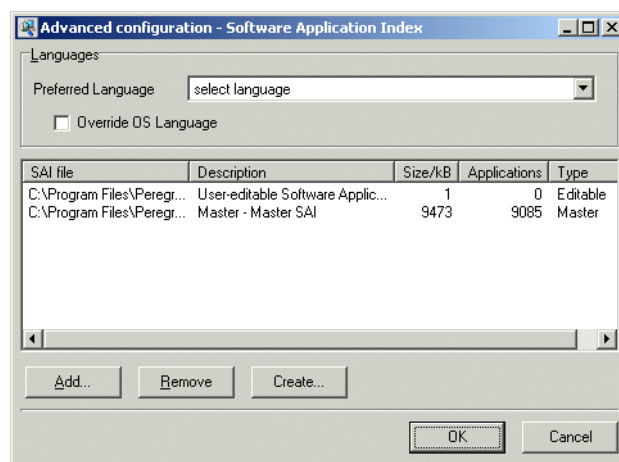 Advanced configuration - Software Application Index
Languages
Preferred Language select language
Override OS Language
SAI file Description Size/kB Applications Type
C:\Program Files\Peregr... User-editable Software Applic... 1 0 Editable
C:\Program Files\Peregr... Master - Master SAI 9473 9085 Master
Add... Remove Create...
OK Cancel